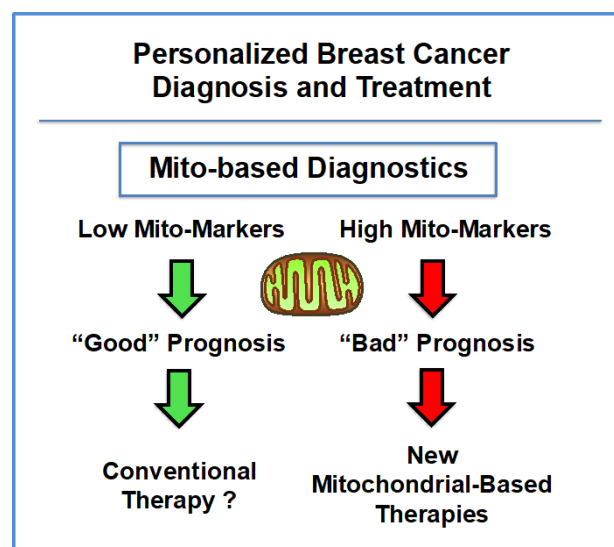 Personalized Breast Cancer
Diagnosis and Treatment
Mito-based Diagnostics
Low Mito-Markers
High Mito-Markers
“Good” Prognosis
“Bad” Prognosis
Conventional
Therapy ?
New
Mitochondrial-Based
Therapies